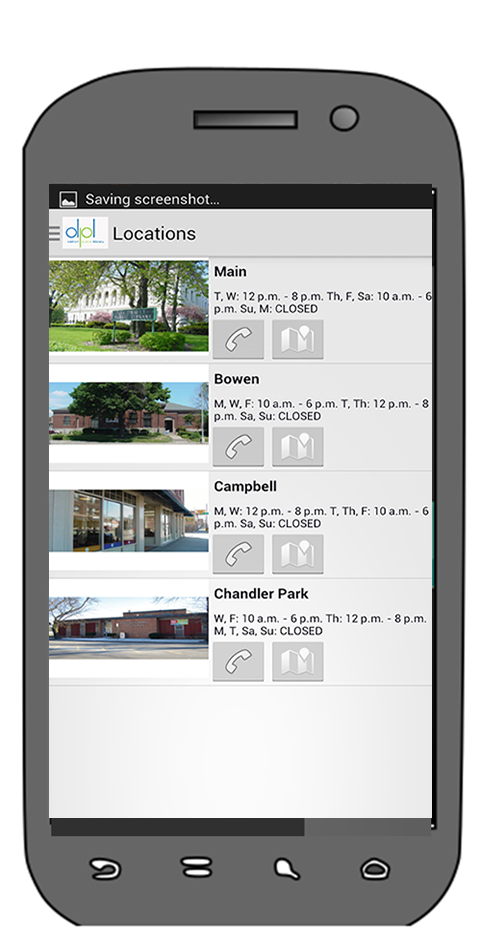 Saving screenshot...
dpl
Locations
Main
T, W: 12 p.m. - 8 p.m. Th, F, Sa: 10 a.m. - 6
p.m. Su, M: CLOSED
Bowen
M, W, F: 10 a.m. - 6 p.m. T, Th: 12 p.m. - 8
p.m. Sa, Su: CLOSED
Campbell
M, W: 12 p.m. - 8 p.m. T, Th, F: 10 a.m. - 6
p.m. Sa, Su: CLOSED
Chandler Park
W, F: 10 a.m. - 6 p.m. Th: 12 p.m. - 8 p.m.
M, T, Sa, Su: CLOSED